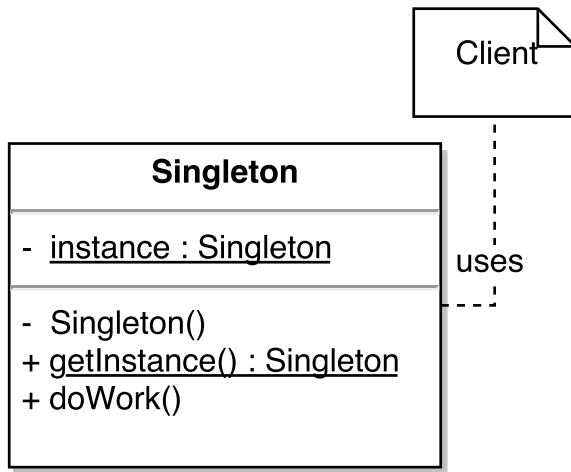 Client
Singleton
- instance : Singleton
uses
- Singleton()
+ getInstance() : Singleton
+ doWork()